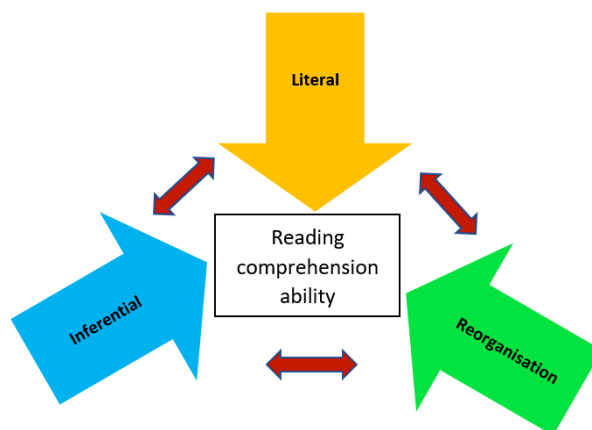 Literal
Reading
comprehension
ability
Inferential
Reorganisation